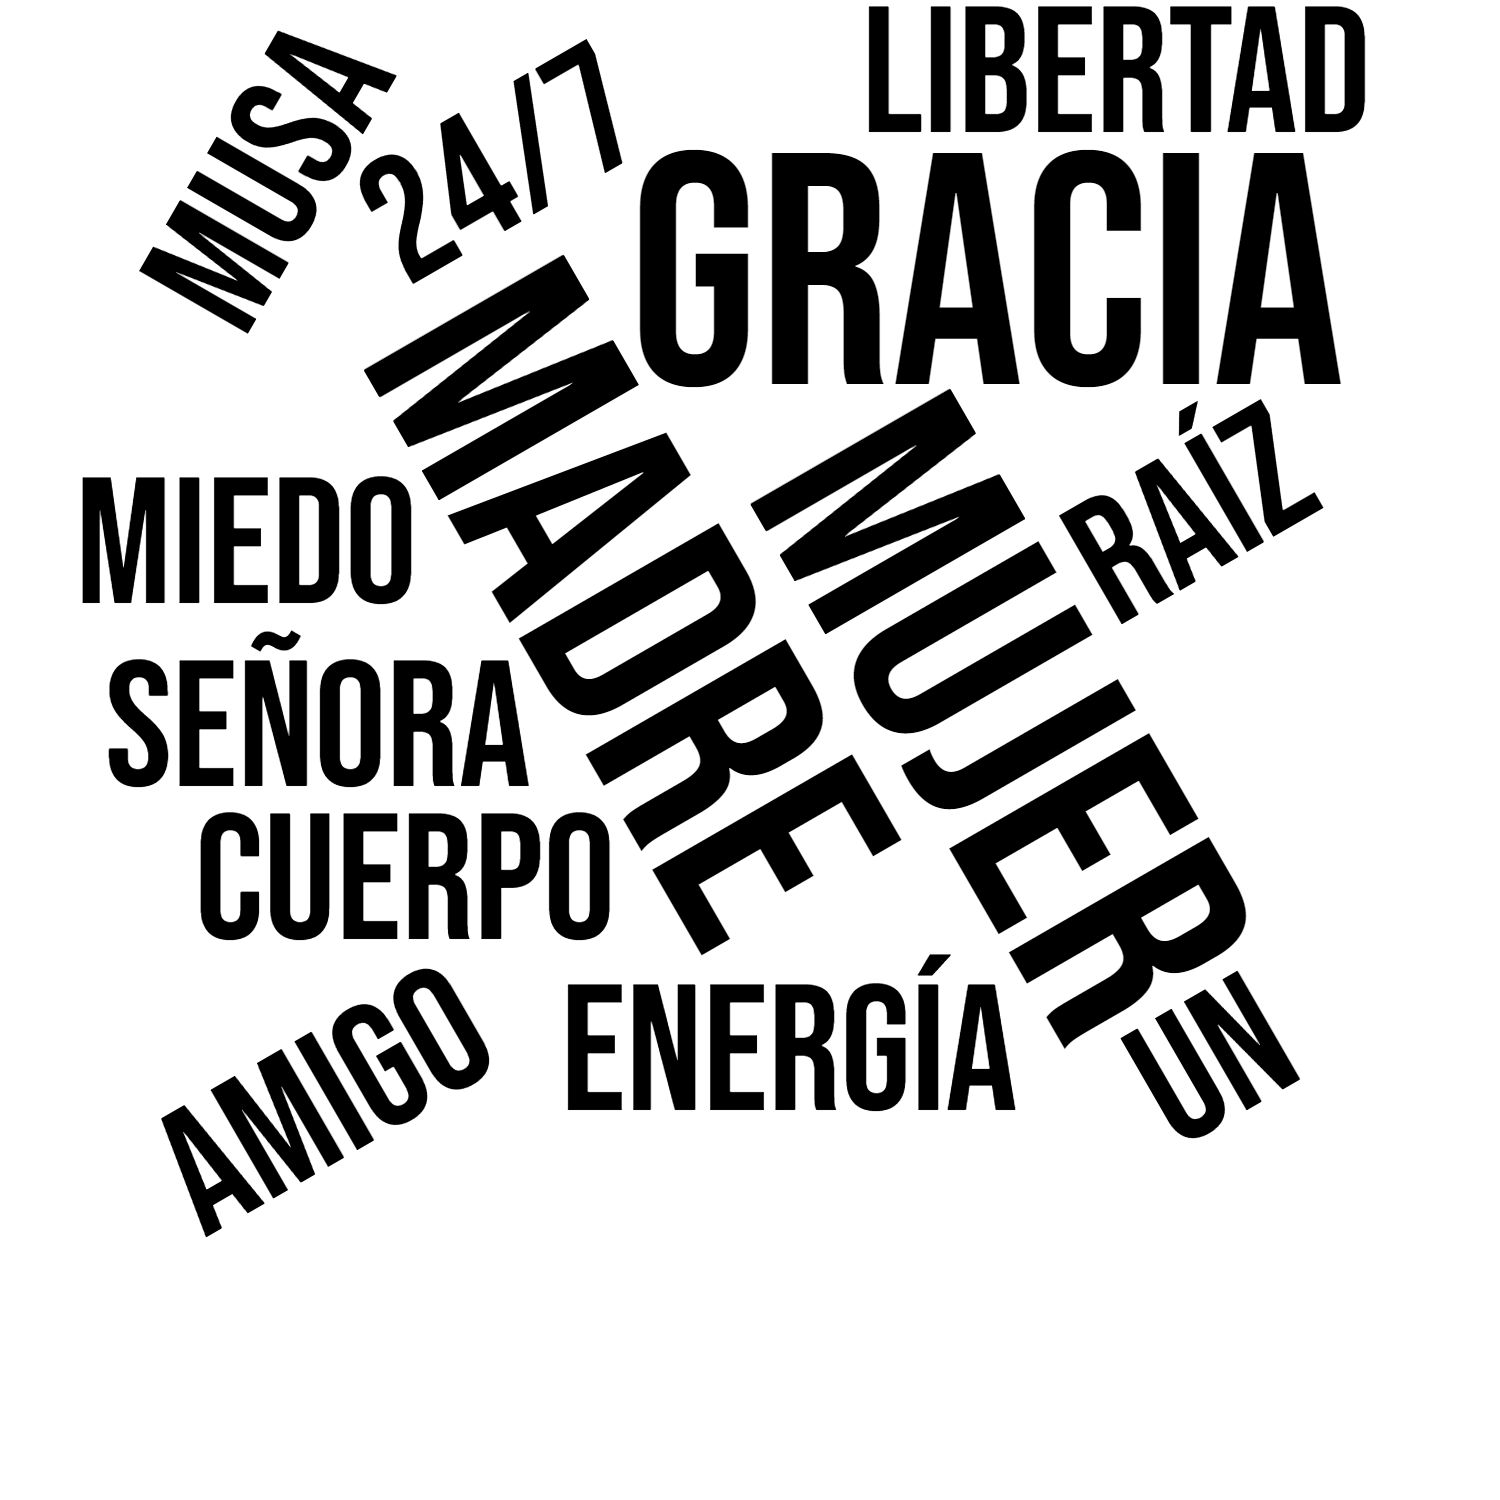 LIBERTAD
MUSA
24/7
GRACIA
MADRE
MUJER
RAÍZ
MIEDO
SEÑORA
CUERPO
AMIGO
ENERGÍA
UN